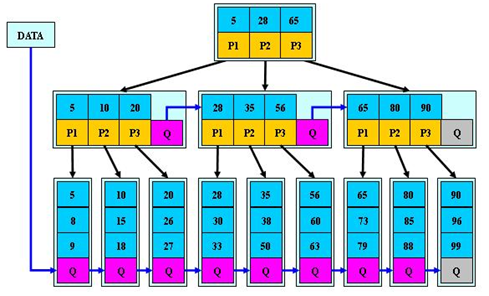 5 28 65
DATA
P1 P2 P3
5 10 20
28 35 56
65 80 90
P1 P2 P3 Q
P1 P2 P3 Q
P1 P2 P3 Q
5 10 20 28 35 56 65 80 90
8 15 26 30 38 60 73 85 96
9 18 27 33 50 63 79 88 99
Q Q Q Q Q Q Q Q Q